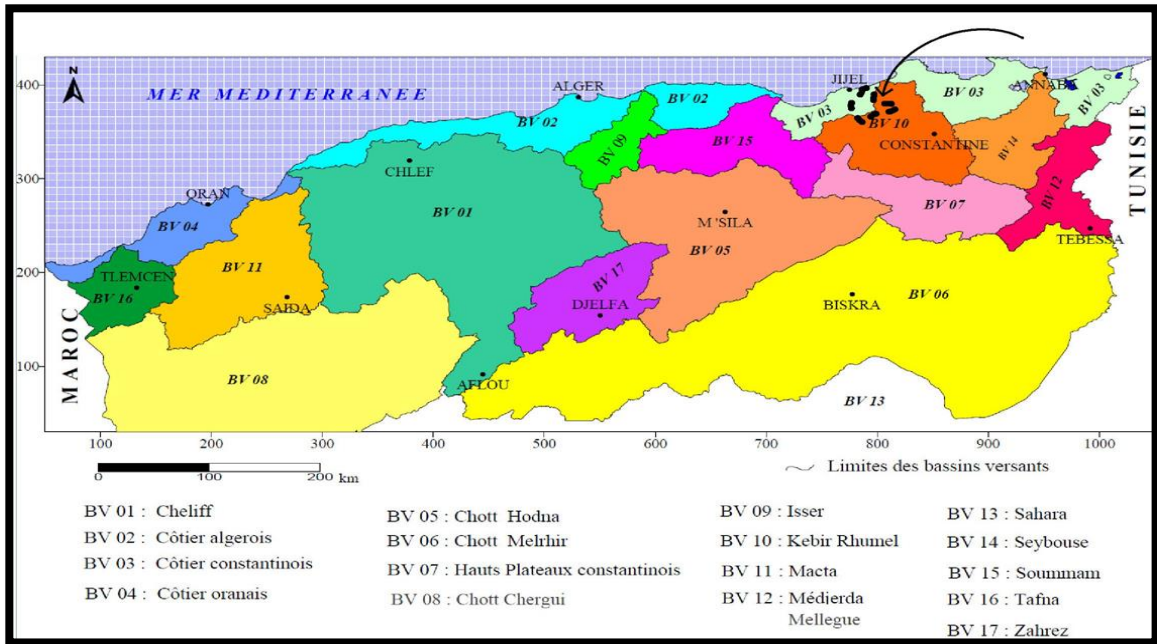 N
MER MEDITERRANEE
400
300
200
100
MAROC
TUNISIE
ALGER
JIJEL
BV 02
BV 02
BV 03
BV 03
ANNABA
BV 03
BV 09
BV 15
BV 10
CONSTANTINE
BV 14
CHLEF
ORAN
BV 01
BV 12
BV 04
M 'SILA
BV 07
BV 05
TEBESSA
TLEMCEN
BV 11
BV 17
BV 16
SAIDA
DJELFA
BISKRA
BV 06
BV 08
AFLOU
BV 13
100 200 300 400 500 600 700 800 900 1000
0 100 200 km
Limites des bassins versants
BV 01 : Cheliff
BV 02 : Côtier algerois
BV 03 : Côtier constantinois
BV 04 : Côtier oranais
BV 05 : Chott Hodna
BV 06 : Chott Melrhir
BV 07 : Hauts Plateaux constantinois
BV 08 : Chott Chergui
BV 09 : Isser
BV 10 : Kebir Rhumel
BV 11 : Macta
BV 12 : Médjerda
Mellegue
BV 13 : Sahara
BV 14 : Seybouse
BV 15 : Soummam
BV 16 : Tafna
BV 17 : Zahrez